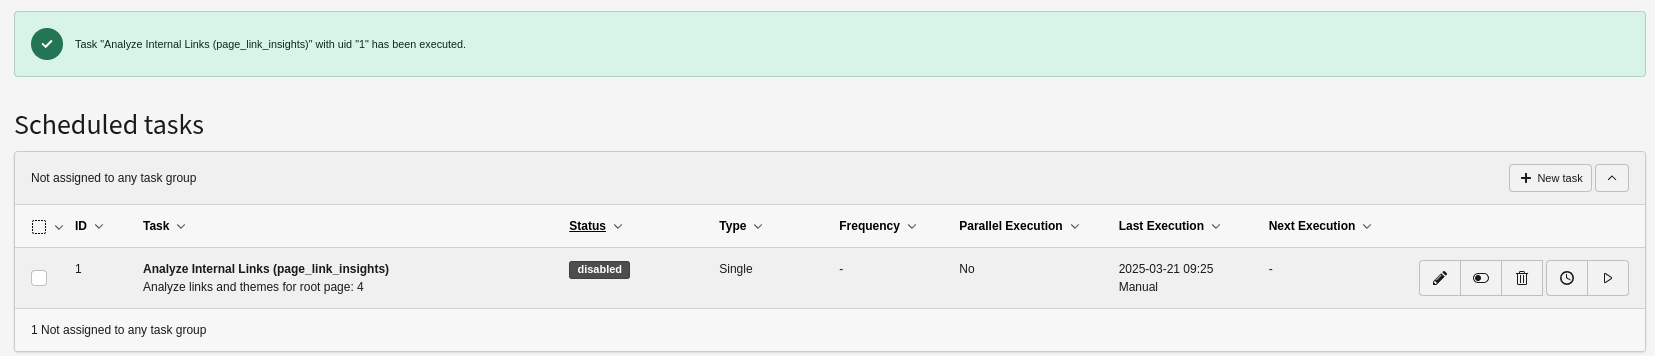 Task "Analyze Internal Links (page_link_insights)" with uid "1" has been executed.
Scheduled tasks
Not assigned to any task group
New task
ID Task Status Type Frequency Parallel Execution Last Execution Next Execution
1 Analyze Internal Links (page_link_insights) disabled Single - No 2025-03-21 09:25 -
Analyze links and themes for root page: 4 Manual
1 Not assigned to any task group